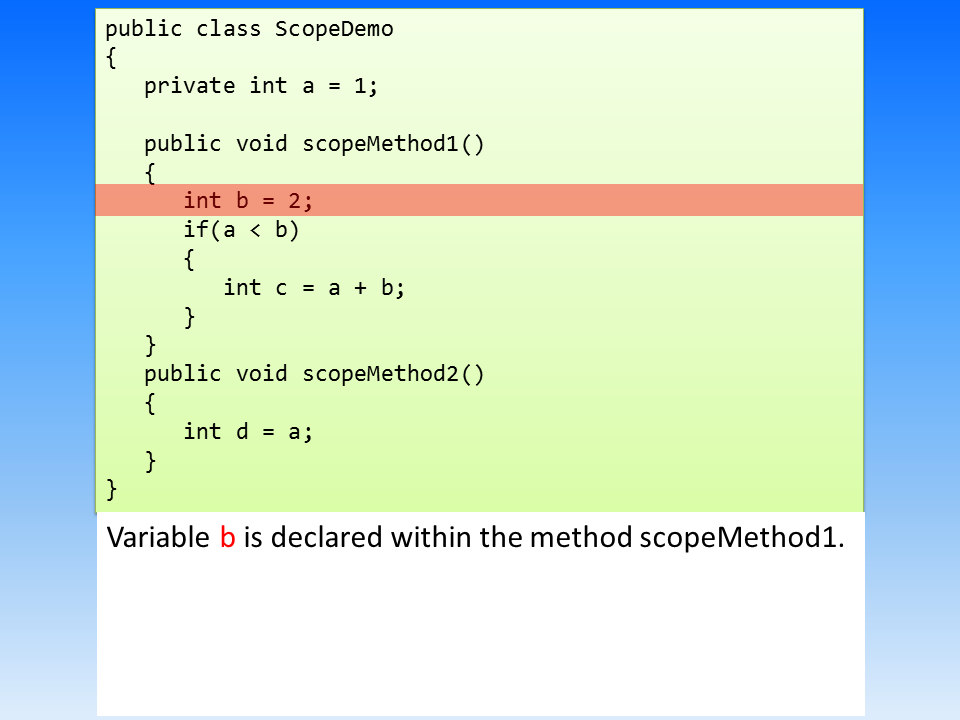 public class ScopeDemo
{
   private int a = 1;

   public void scopeMethod1()
   {
      int b = 2;
      if(a < b)
      {
         int c = a + b;
      }
   }
   public void scopeMethod2()
   {
      int d = a;
   }
}
Variable b is declared within the method scopeMethod1.